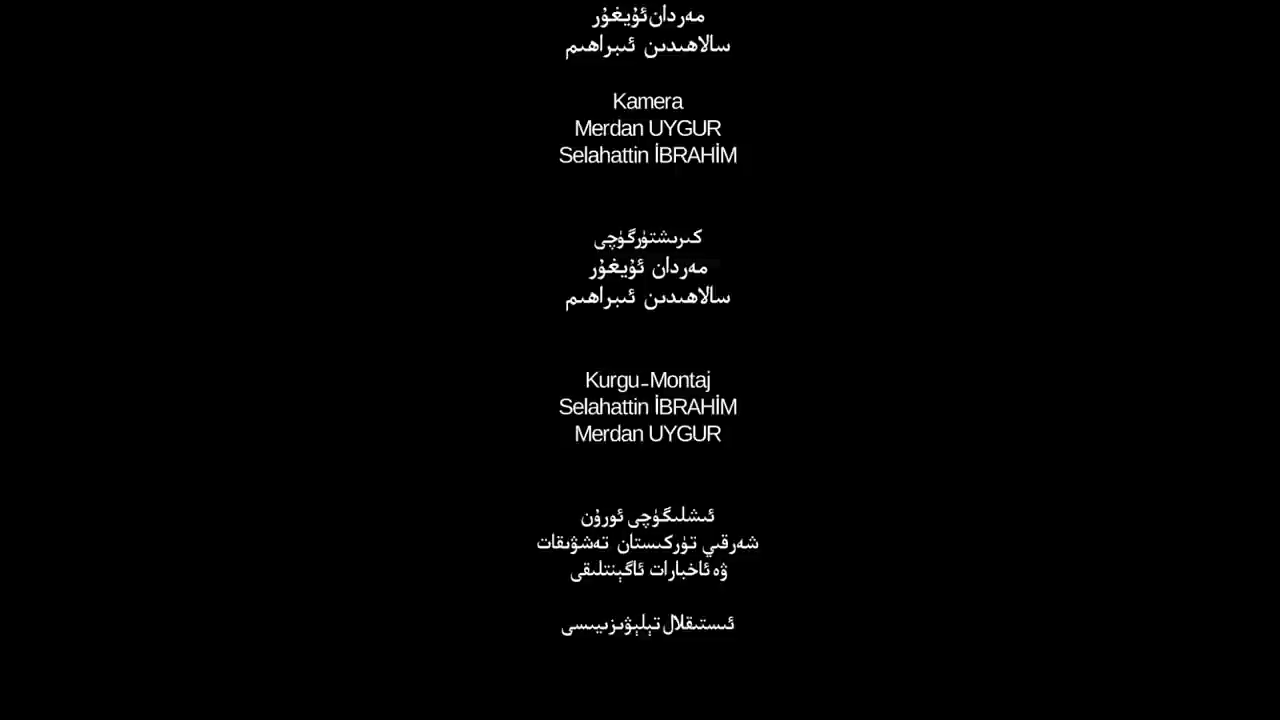 مەردان ئۇيغۇر
سالاھىدىن ئىبراھىم
Kamera
Merdan UYGUR
Selahattin İBRAHİM
كىرىشتۈرگۈچى
مەردان ئۇيغۇر
سالاھىدىن ئىبراھىم
Kurgu-Montaj
Selahattin İBRAHİM
Merdan UYGUR
ئىشلىگۈچى ئورۇن
شەرقىي تۈركىستان تەشۋىقات
ۋە ئاخبارات ئاگېنتلىقى
ئىستىقلال تېلېۋىزىيىسى